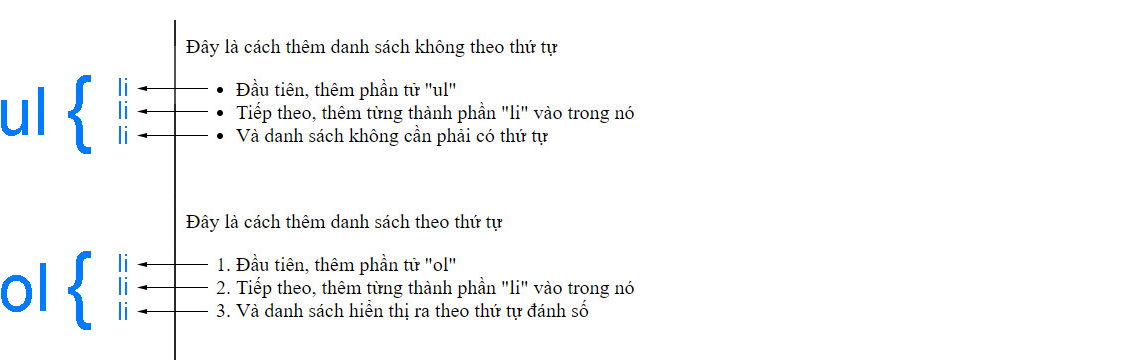 Đây là cách thêm danh sách không theo thứ tự
ul {
li • Đầu tiên, thêm phần tử "ul"
li • Tiếp theo, thêm từng thành phần "li" vào trong nó
li • Và danh sách không cần phải có thứ tự
Đây là cách thêm danh sách theo thứ tự
ol {
li 1. Đầu tiên, thêm phần tử "ol"
li 2. Tiếp theo, thêm từng thành phần "li" vào trong nó
li 3. Và danh sách hiển thị ra theo thứ tự đánh số